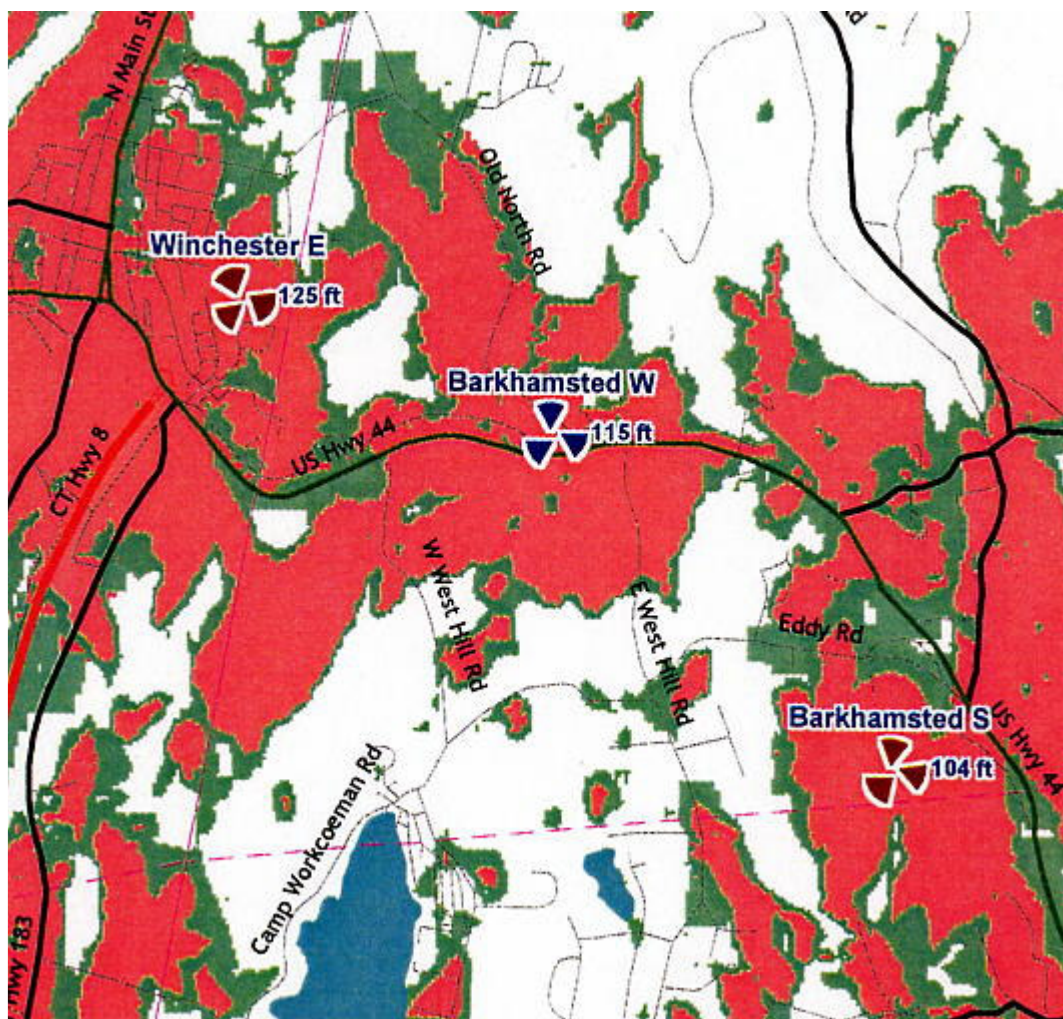 N Main St
Rd
Old North Rd
Winchester E
125 ft
Barkhamsted W
115 ft
US Hwy 44
CT Hwy 8
W West Hill Rd
E West Hill Rd
Eddy Rd
Barkhamsted S
104 ft
US Hwy 44
Camp Workcoeman Rd
Hwy 183